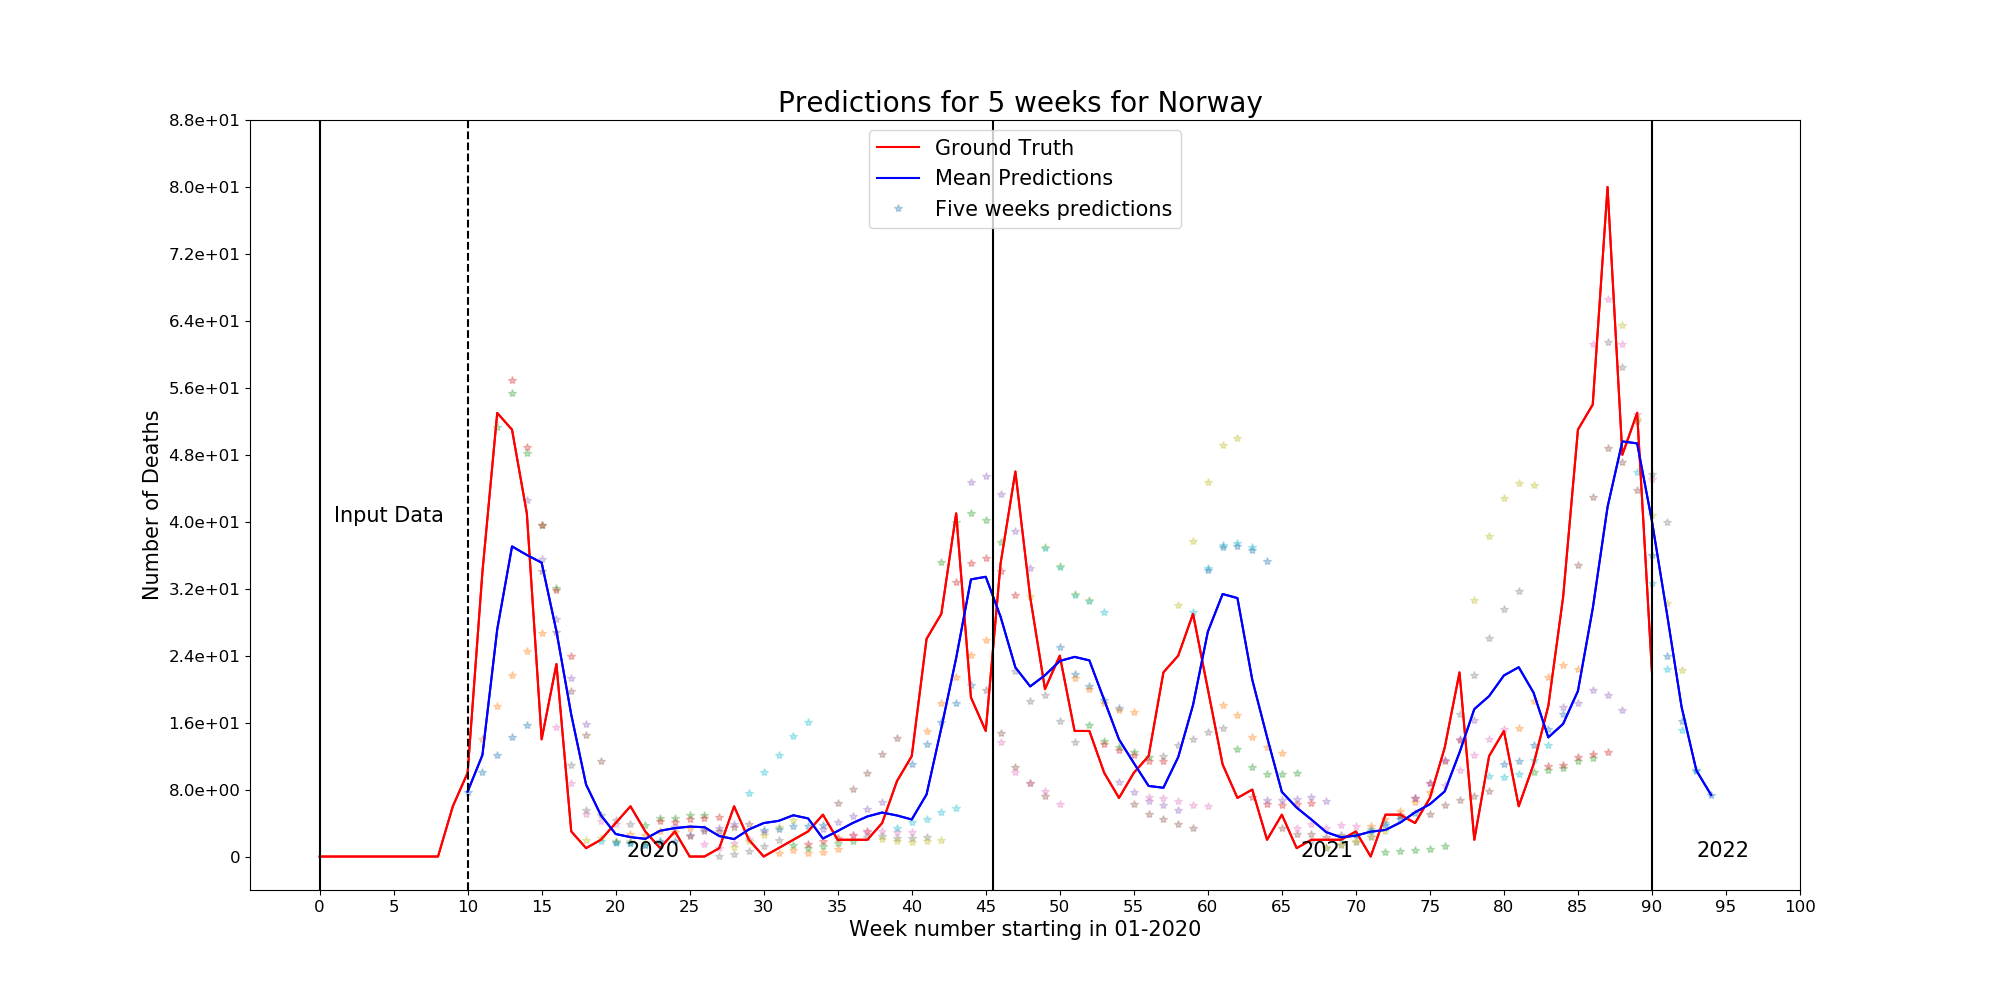 Predictions for 5 weeks for Norway
Ground Truth
Mean Predictions
Five weeks predictions
8.8e+01
8.0e+01
7.2e+01
6.4e+01
5.6e+01
4.8e+01
4.0e+01
3.2e+01
2.4e+01
1.6e+01
8.0e+00
0
Number of Deaths
Input Data
2020
2021
2022
0 5 10 15 20 25 30 35 40 45 50 55 60 65 70 75 80 85 90 95 100
Week number starting in 01-2020